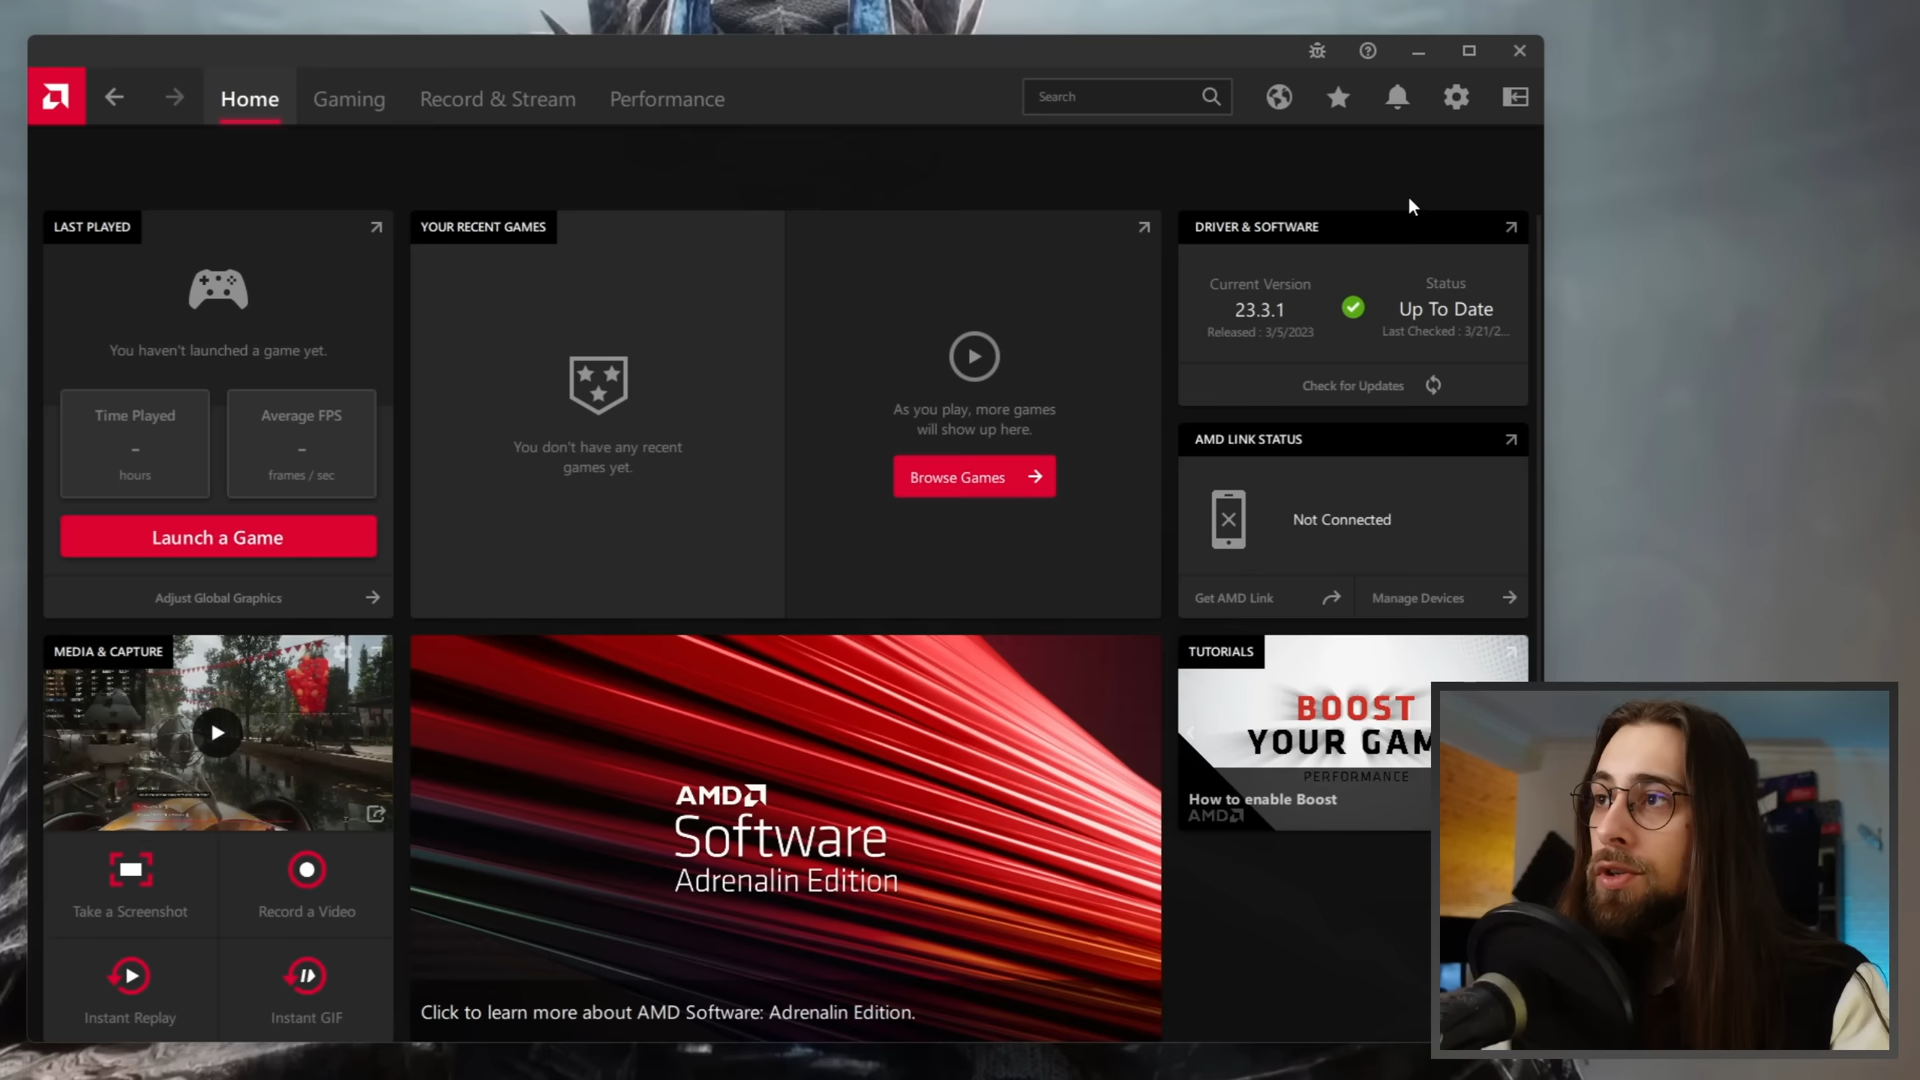 Home
Gaming
Record & Stream
Performance
Search
LAST PLAYED
You haven't launched a game yet.
Time Played
-
hours
Average FPS
-
frames / sec
Launch a Game
Adjust Global Graphics
YOUR RECENT GAMES
You don't have any recent
games yet.
As you play, more games
will show up here.
Browse Games
DRIVER & SOFTWARE
Current Version
23.3.1
Released : 3/5/2023
Status
Up To Date
Last Checked : 3/21/2...
Check for Updates
AMD LINK STATUS
Not Connected
Get AMD Link
Manage Devices
MEDIA & CAPTURE
Take a Screenshot
Record a Video
Instant Replay
Instant GIF
AMD
Software
Adrenalin Edition
Click to learn more about AMD Software: Adrenalin Edition.
TUTORIALS
BOOST
YOUR GAM
PERFORMANCE
How to enable Boost
AMD